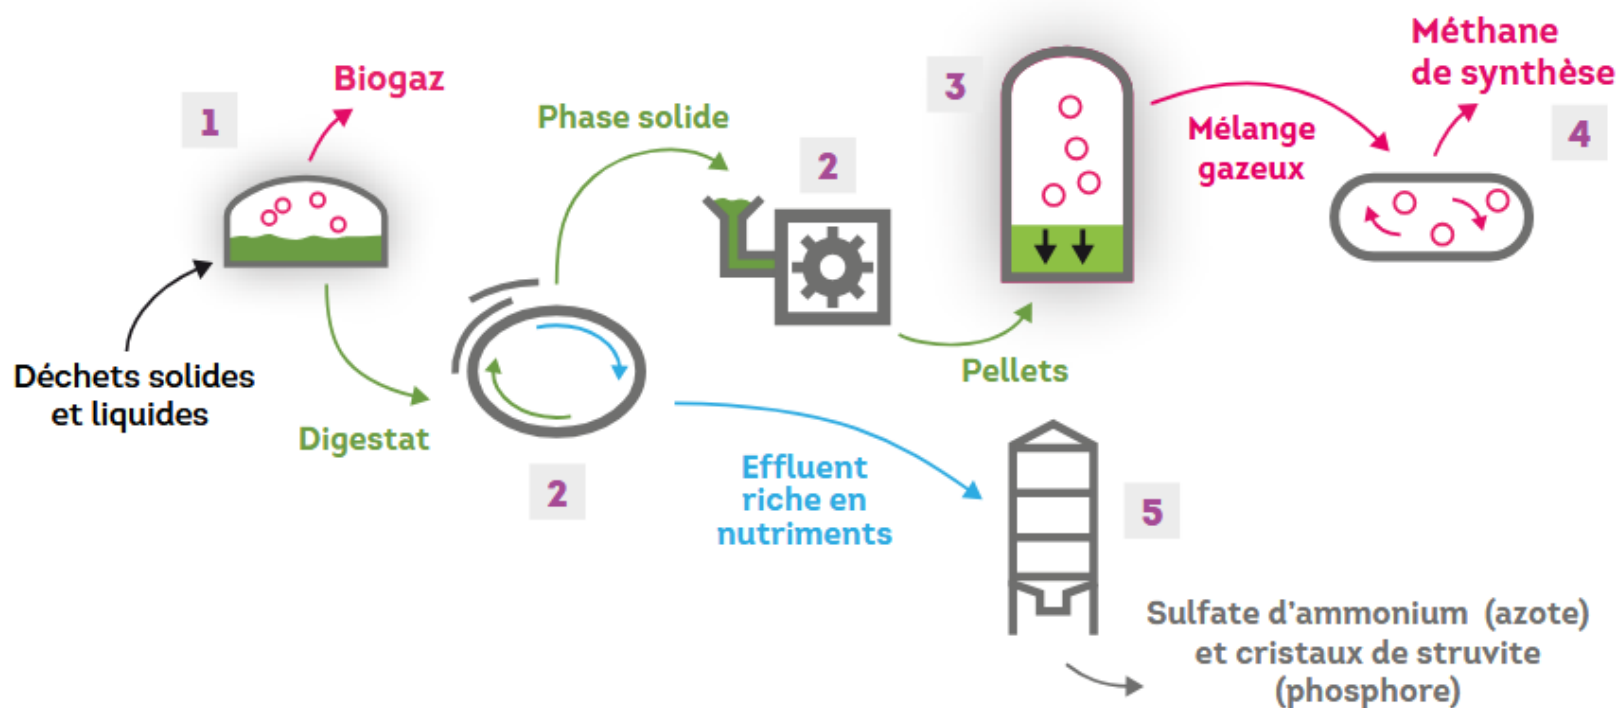 1
Biogaz
Déchets solides
et liquides
Digestat
2
Phase solide
2
Pellets
3
Mélange
gazeux
Méthane
de synthèse
4
Effluent
riche en
nutriments
5
Sulfate d'ammonium (azote)
et cristaux de struvite
(phosphore)